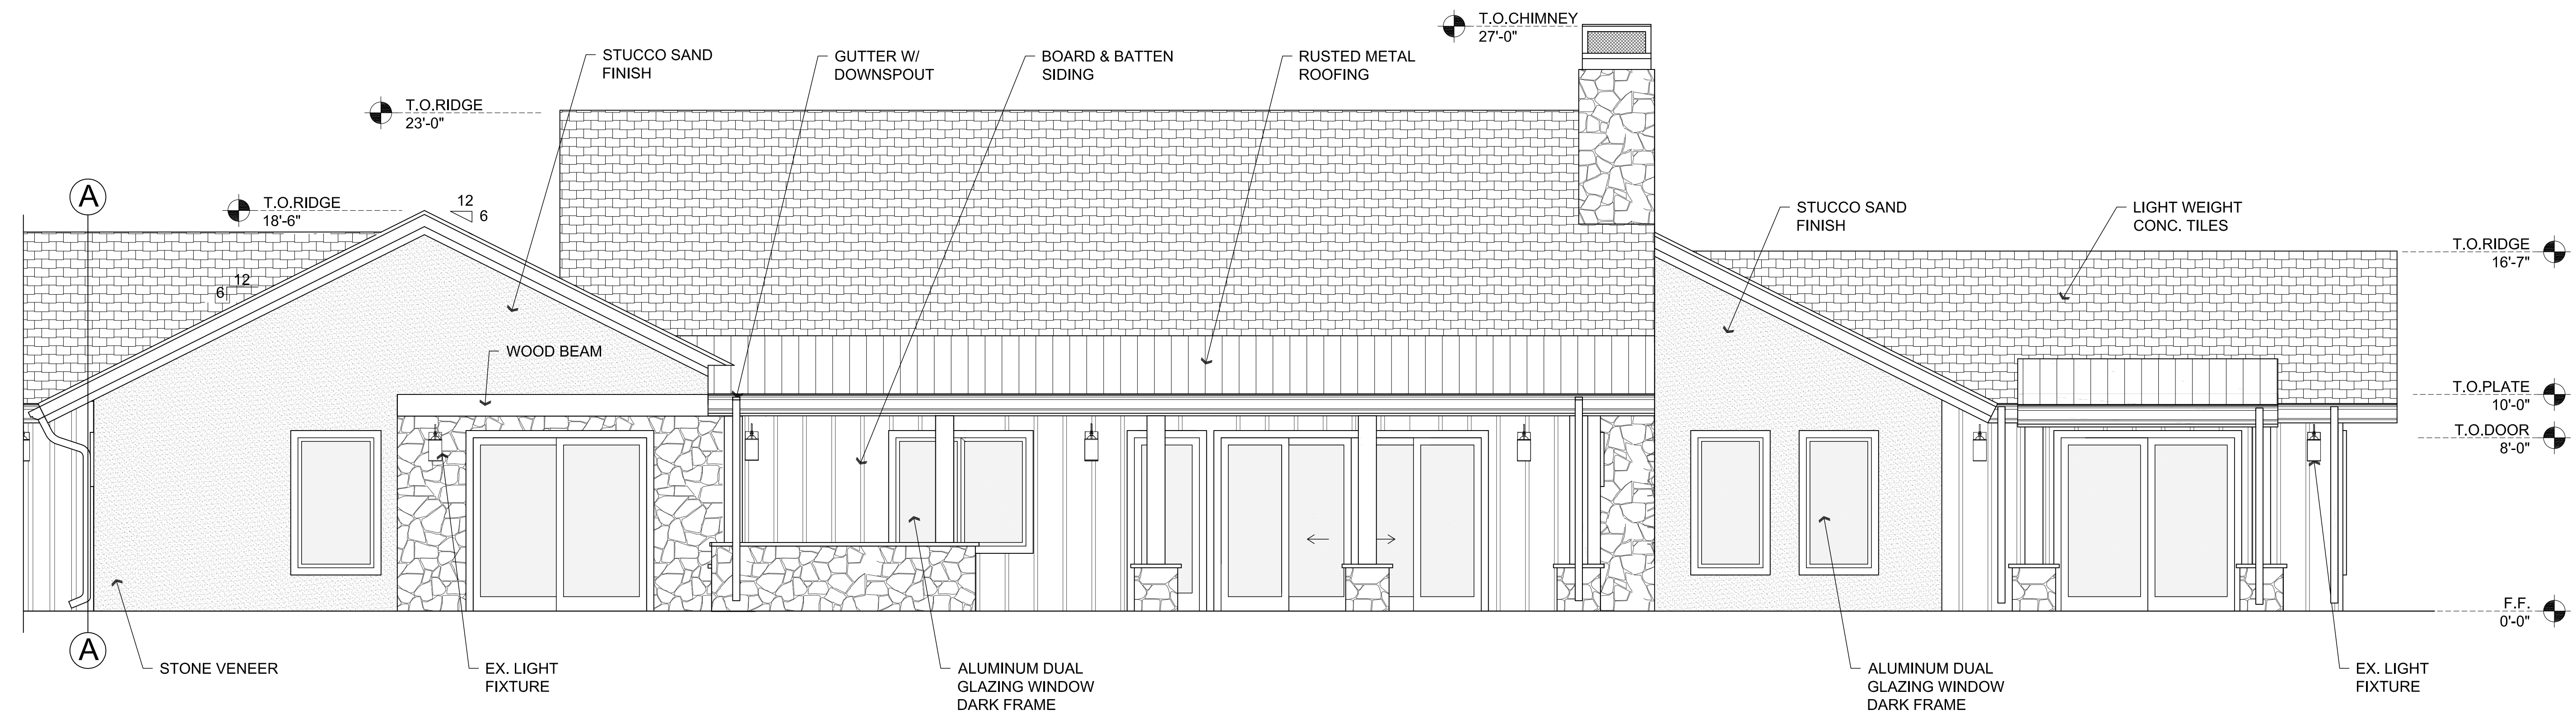 T.O.CHIMNEY
27'-0"
STUCCO SAND
FINISH
GUTTER W/
DOWNSPOUT
BOARD & BATTEN
SIDING
RUSTED METAL
ROOFING
T.O.RIDGE
23'-0"
A
T.O.RIDGE
18'-6"
12
6
STUCCO SAND
FINISH
LIGHT WEIGHT
CONC. TILES
T.O.RIDGE
16'-7"
12
6
WOOD BEAM
T.O.PLATE
10'-0"
T.O.DOOR
8'-0"
F.F.
0'-0"
A
STONE VENEER
EX. LIGHT
FIXTURE
ALUMINUM DUAL
GLAZING WINDOW
DARK FRAME
ALUMINUM DUAL
GLAZING WINDOW
DARK FRAME
EX. LIGHT
FIXTURE